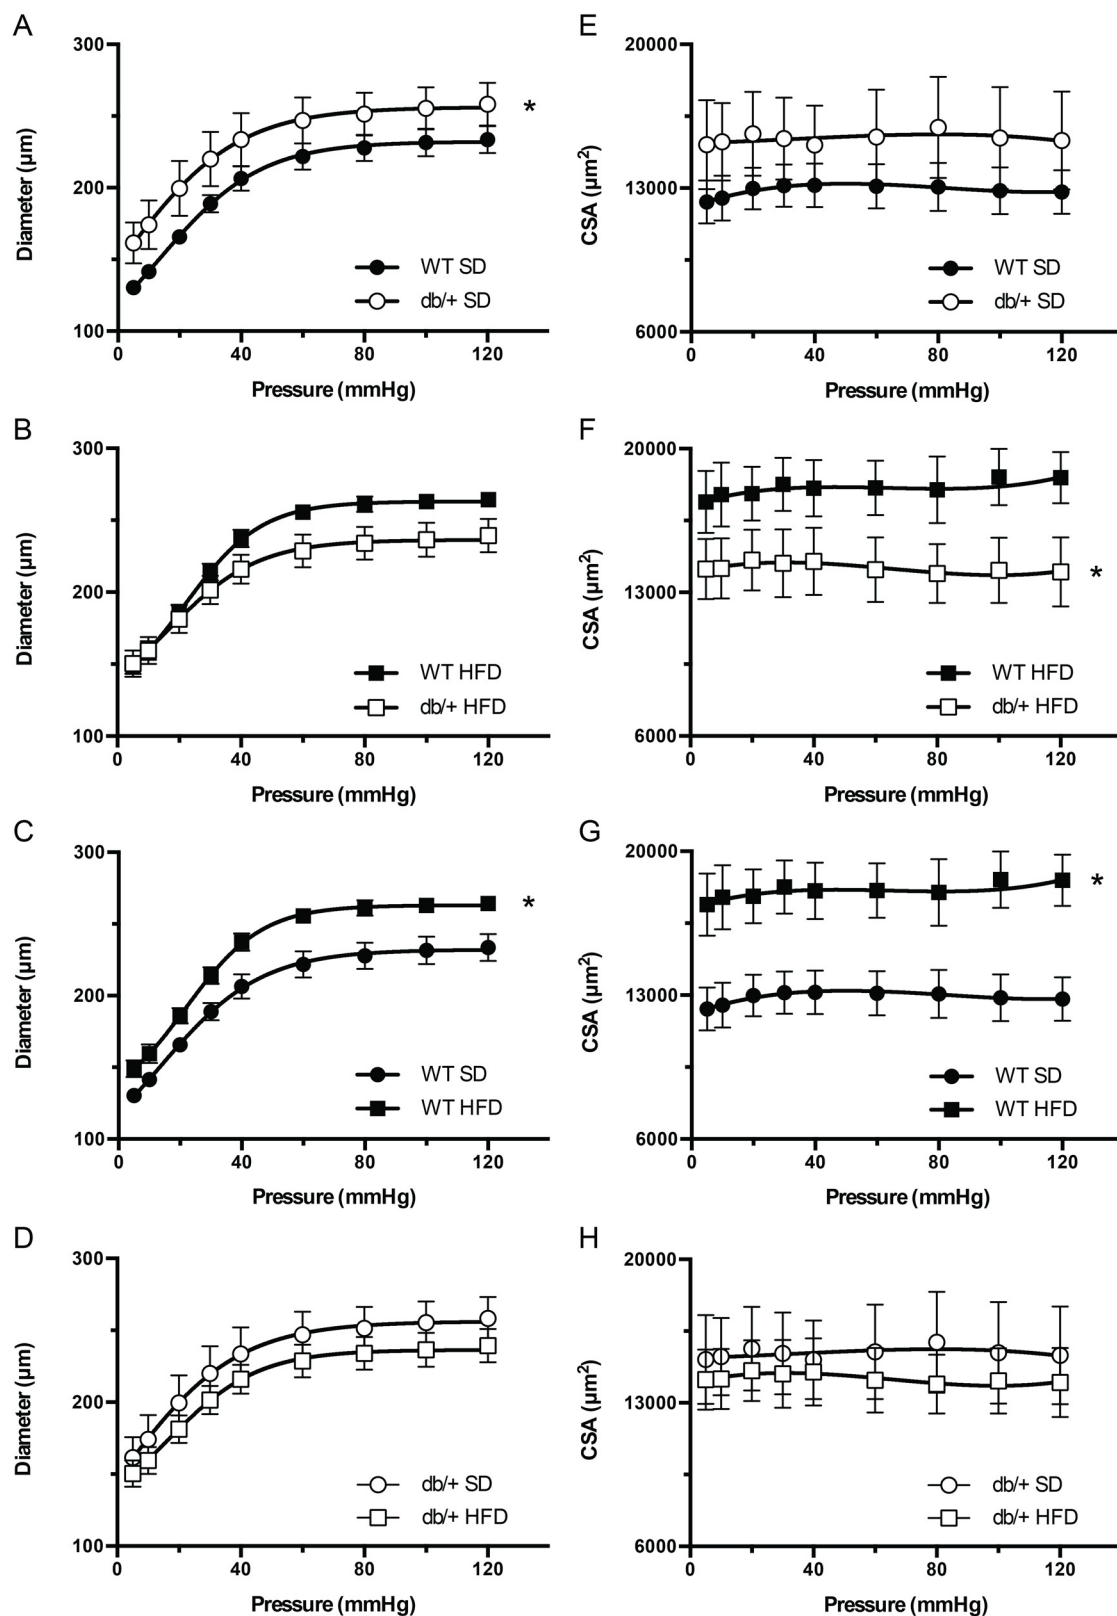 A
300
200
100
Diameter (µm)
WT SD
db/+ SD
*
0 40 80 120
Pressure (mmHg)
E
20000
13000
6000
CSA (µm²)
WT SD
db/+ SD
0 40 80 120
Pressure (mmHg)
B
300
200
100
Diameter (µm)
WT HFD
db/+ HFD
0 40 80 120
Pressure (mmHg)
F
20000
13000
6000
CSA (µm²)
*
WT HFD
db/+ HFD
0 40 80 120
Pressure (mmHg)
C
300
200
100
Diameter (µm)
*
WT SD
WT HFD
0 40 80 120
Pressure (mmHg)
G
20000
13000
6000
CSA (µm²)
*
WT SD
WT HFD
0 40 80 120
Pressure (mmHg)
D
300
200
100
Diameter (µm)
db/+ SD
db/+ HFD
0 40 80 120
Pressure (mmHg)
H
20000
13000
6000
CSA (µm²)
db/+ SD
db/+ HFD
0 40 80 120
Pressure (mmHg)